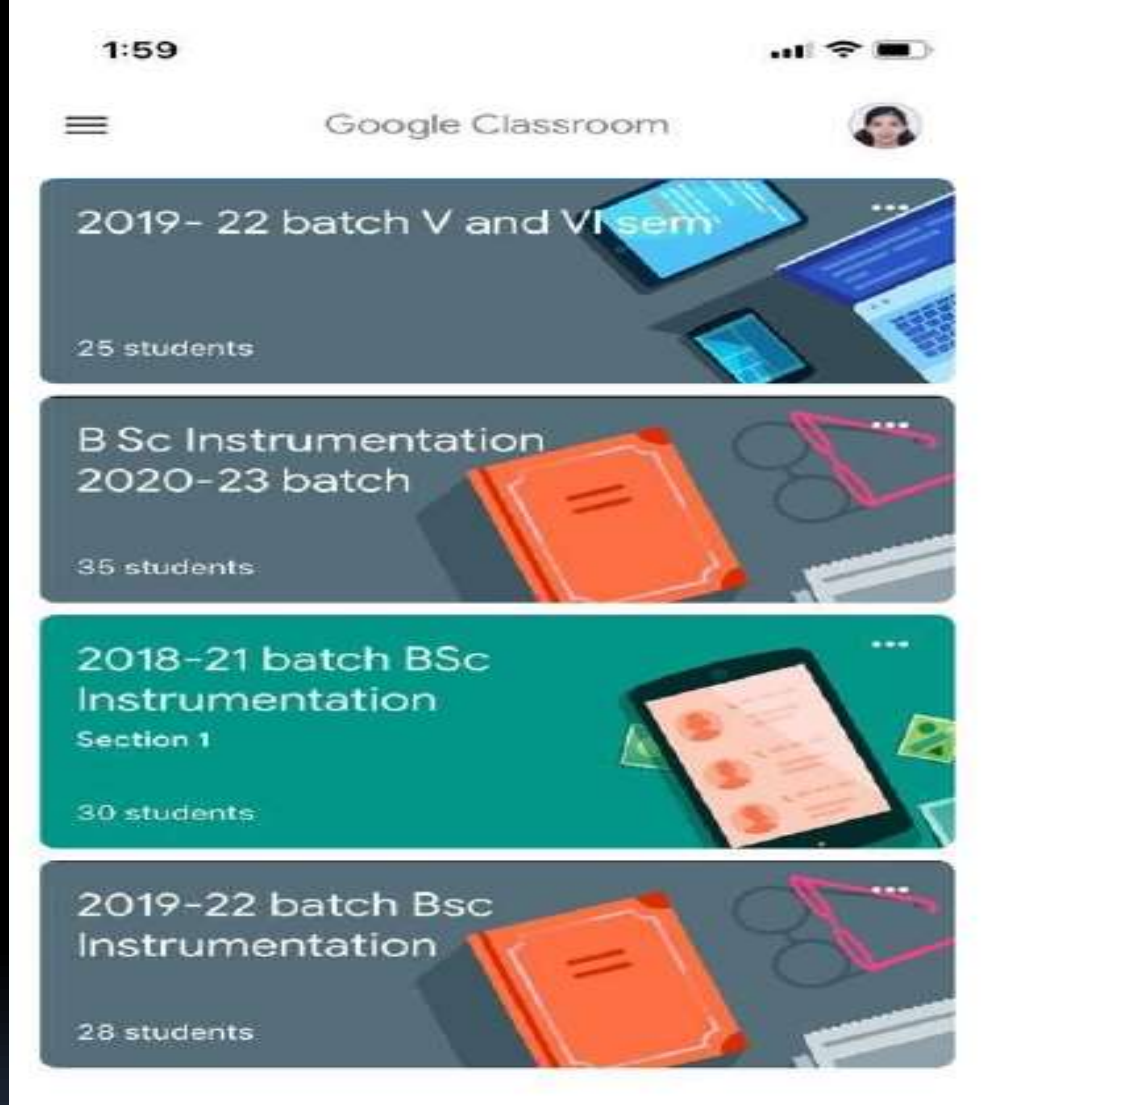 1:59
Google Classroom
2019- 22 batch V and VI sem
25 students
B Sc Instrumentation
2020-23 batch
35 students
2018-21 batch BSc
Instrumentation
Section 1
30 students
2019-22 batch Bsc
Instrumentation
28 students